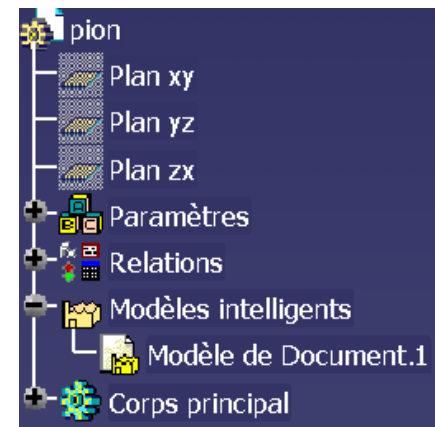 pion
Plan xy
Plan yz
Plan zx
Paramètres
Relations
Modèles intelligents
Modèle de Document.1
Corps principal